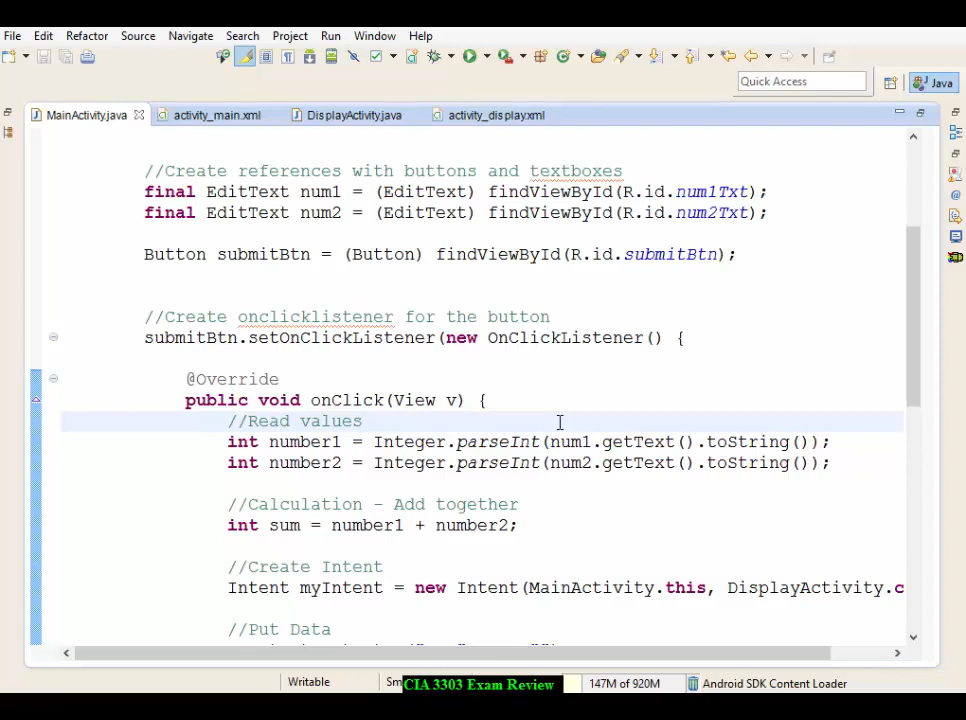 File Edit Refactor Source Navigate Search Project Run Window Help
Quick Access
Java
MainActivity.java activity_main.xml DisplayActivity.java activity_display.xml
//Create references with buttons and textboxes
final EditText num1 = (EditText) findViewById(R.id.num1Txt);
final EditText num2 = (EditText) findViewById(R.id.num2Txt);
Button submitBtn = (Button) findViewById(R.id.submitBtn);
//Create onclicklistener for the button
submitBtn.setOnClickListener(new OnClickListener() {
@Override
public void onClick(View v) {
//Read values
int number1 = Integer.parseInt(num1.getText().toString());
int number2 = Integer.parseInt(num2.getText().toString());
//Calculation - Add together
int sum = number1 + number2;
//Create Intent
Intent myIntent = new Intent(MainActivity.this, DisplayActivity.c
//Put Data
Writable Sm CIA 3303 Exam Review 147M of 920M Android SDK Content Loader